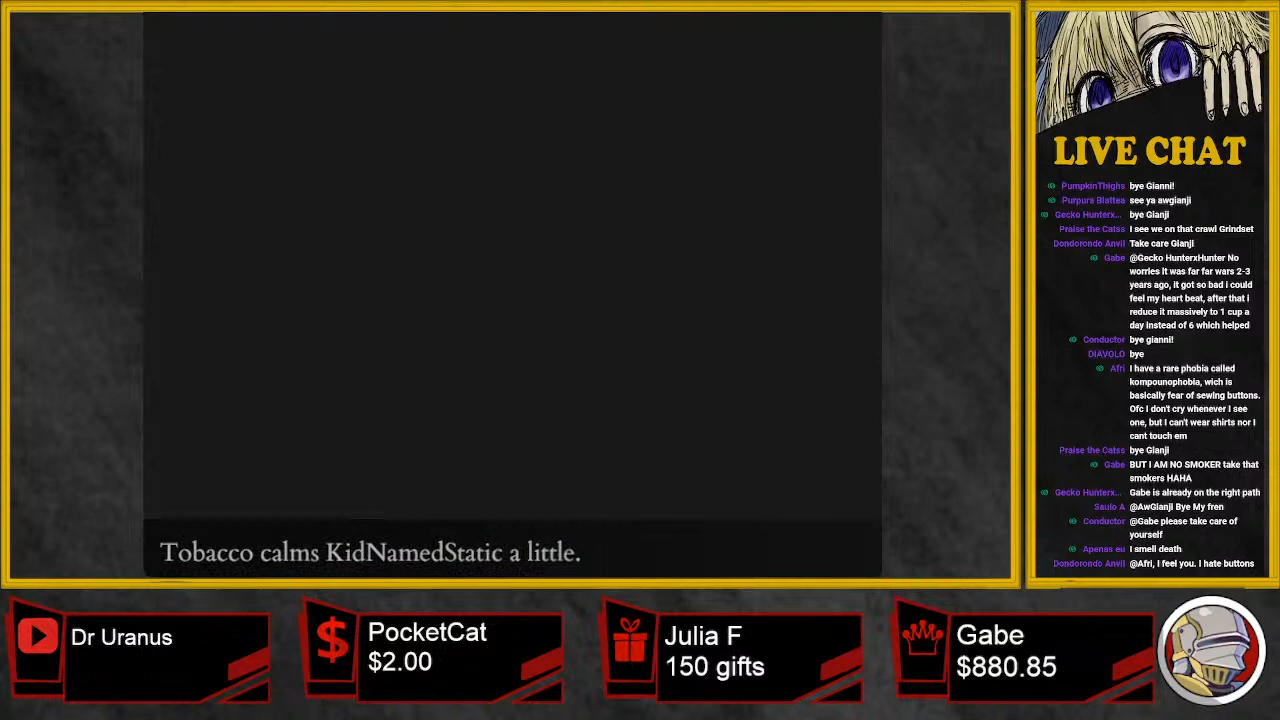 LIVE CHAT
PumpkinThighs bye Gianni!
Purpura Blattea see ya awgianji
Gecko Hunterx... bye Gianji
Praise the Catss I see we on that crawl Grindset
Dondorondo Anvil Take care Gianji
Gabe @Gecko HunterxHunter No
worries it was far far wars 2-3
years ago, it got so bad i could
feel my heart beat, after that i
reduce it massively to 1 cup a
day instead of 6 which helped
Conductor bye gianni!
DIAVOLO bye
Afri I have a rare phobia called
kompounophobia, wich is
basically fear of sewing buttons.
Ofc I don't cry whenever I see
one, but I can't wear shirts nor I
cant touch em
Praise the Catss bye Gianji
Gabe BUT I AM NO SMOKER take that
smokers HAHA
Gecko Hunterx... Gabe is already on the right path
Saulo A @AwGianji Bye My fren
Conductor @Gabe please take care of
yourself
Apenas eu I smell death
Dondorondo Anvil @Afri, I feel you. I hate buttons
Tobacco calms KidNamedStatic a little.
Dr Uranus
PocketCat
$2.00
Julia F
150 gifts
Gabe
$880.85